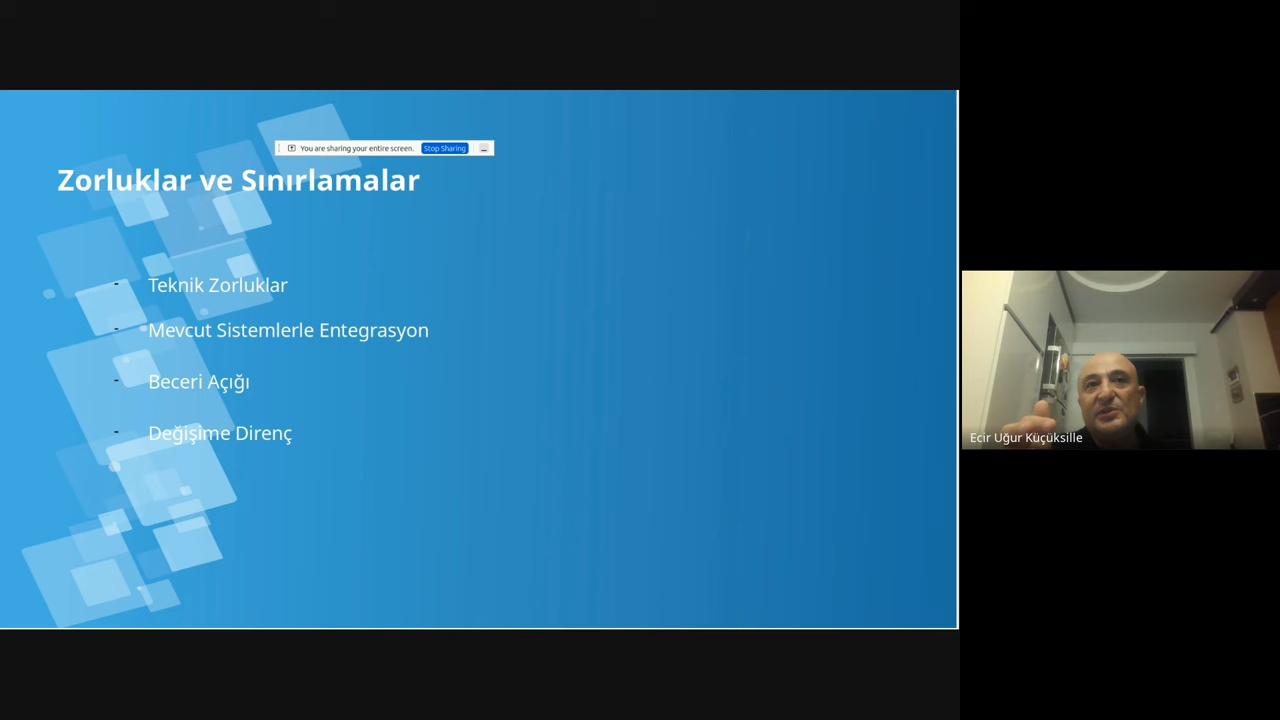 You are sharing your entire screen. Stop Sharing
Zorluklar ve Sınırlamalar
- Teknik Zorluklar
- Mevcut Sistemlerle Entegrasyon
- Beceri Açığı
- Değişime Direnç
Ecir Uğur Küçüksille